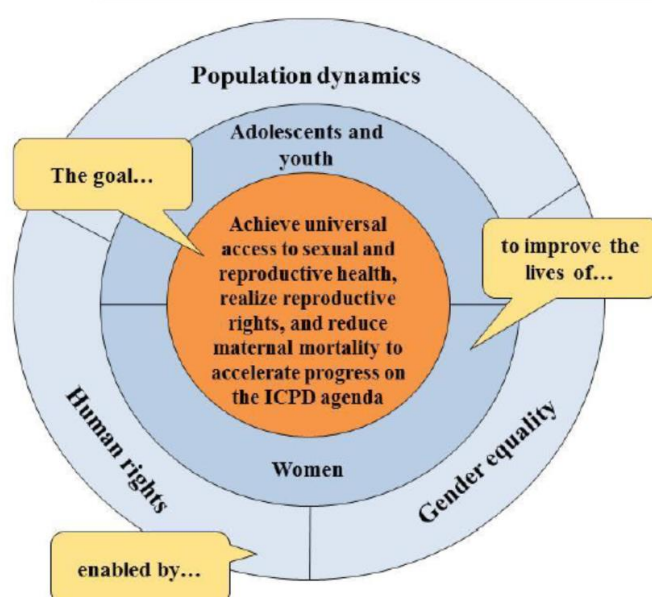 Population dynamics
Adolescents and
youth
The goal...
Achieve universal
access to sexual and
reproductive health,
realize reproductive
rights, and reduce
maternal mortality to
accelerate progress on
the ICPD agenda
to improve the
lives of...
Women
Human rights
Gender equality
enabled by...